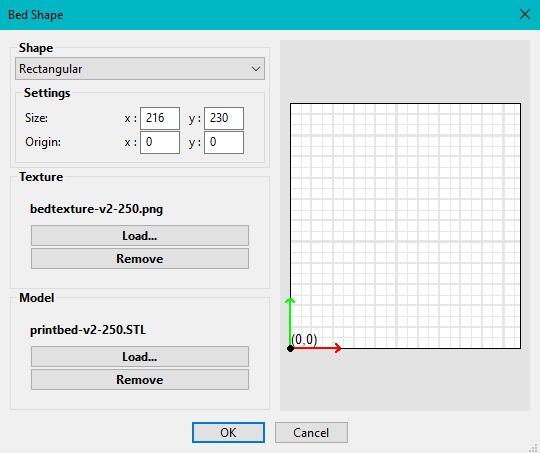 Bed Shape
Shape
Rectangular
Settings
Size: x : 216 y : 230
Origin: x : 0 y : 0
Texture
bedtexture-v2-250.png
Load...
Remove
Model
printbed-v2-250.STL
Load...
Remove
(0,0)
OK Cancel